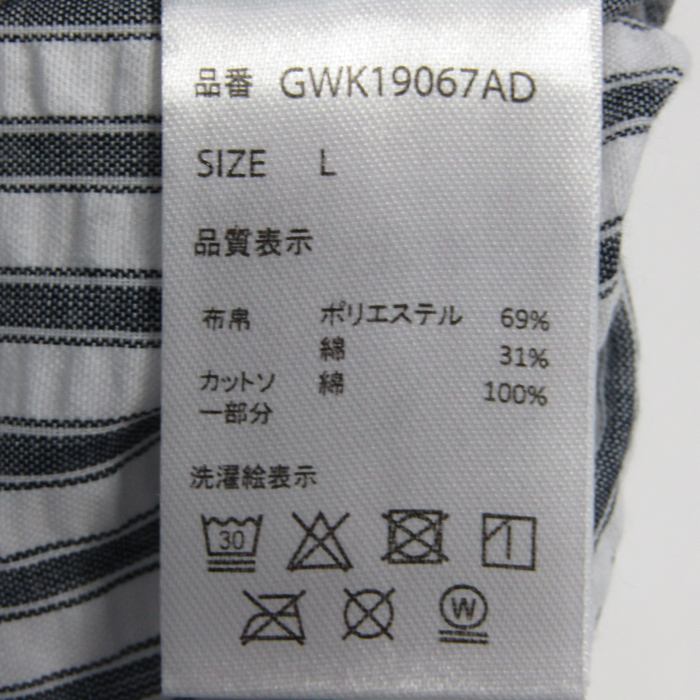 品番 GWK19067AD
SIZE L
品質表示
布帛 ポリエステル 69%
綿 31%
カットソー部分 綿 100%
洗濯絵表示
30
W